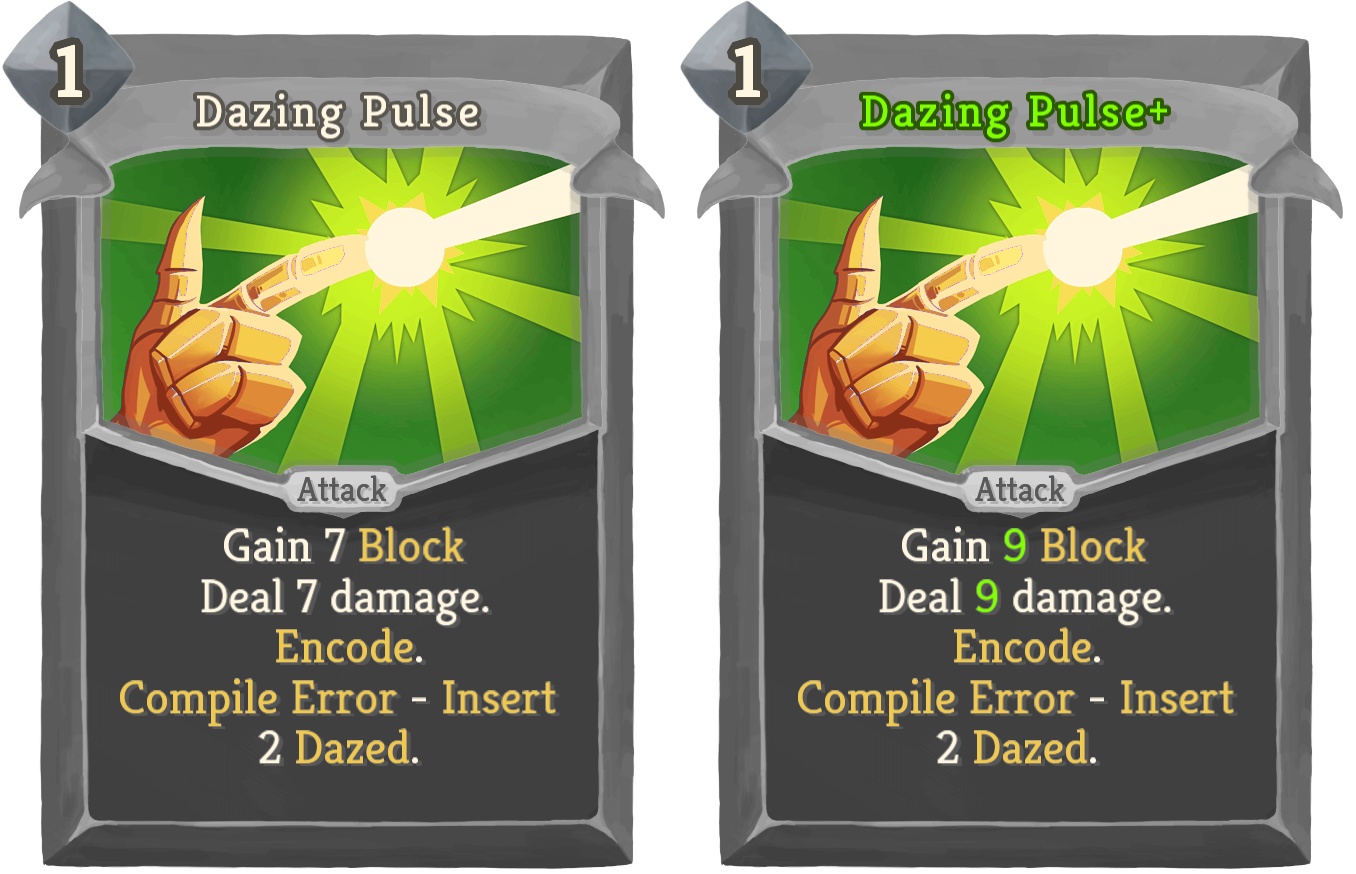 1
Dazing Pulse
Attack
Gain 7 Block
Deal 7 damage.
Encode.
Compile Error - Insert
2 Dazed.
1
Dazing Pulse+
Attack
Gain 9 Block
Deal 9 damage.
Encode.
Compile Error - Insert
2 Dazed.